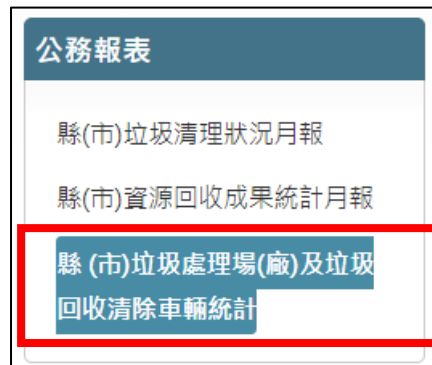 公務報表
縣(市)垃圾清理狀況月報
縣(市)資源回收成果統計月報
縣 (市)垃圾處理場(廠)及垃圾
回收清除車輛統計